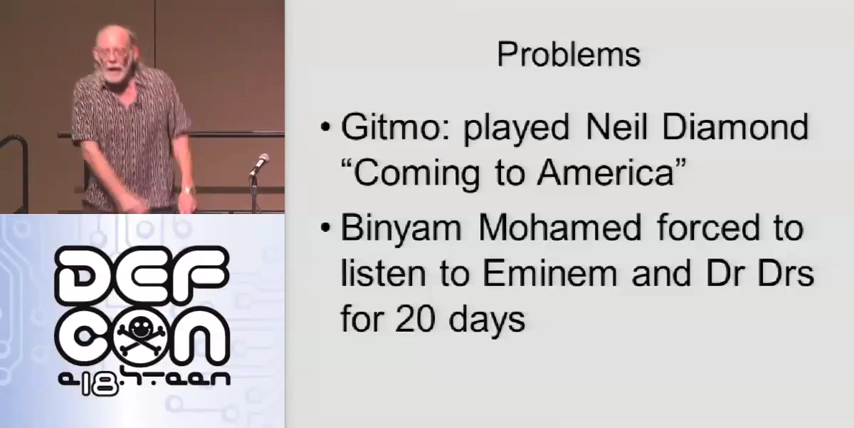 Problems
• Gitmo: played Neil Diamond
“Coming to America”
• Binyam Mohamed forced to
listen to Eminem and Dr Drs
for 20 days
DEF
CON
e18hteen